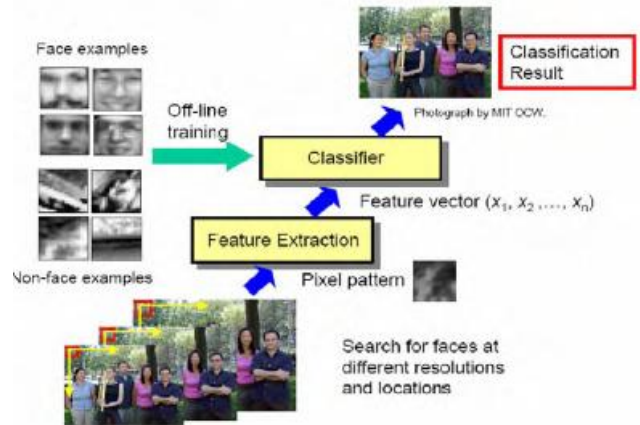 Face examples
Off-line
training
Classification
Result
Photograph by MIT OCW.
Classifier
Feature vector (x₁, x₂ ,…, xₙ)
Feature Extraction
Non-face examples
Pixel pattern
Search for faces at
different resolutions
and locations